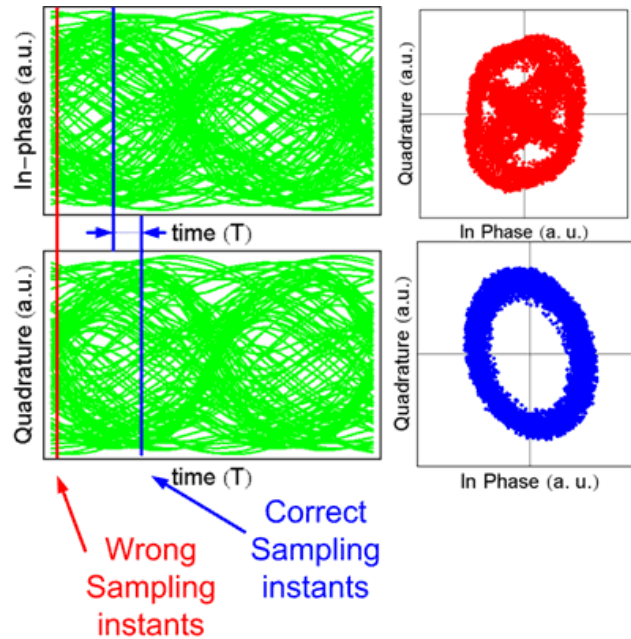 In-phase (a.u.)
time (T)
Quadrature (a.u.)
In Phase (a. u.)
Quadrature (a.u.)
time (T)
Quadrature (a.u.)
In Phase (a. u.)
Wrong
Sampling
instants
Correct
Sampling
instants